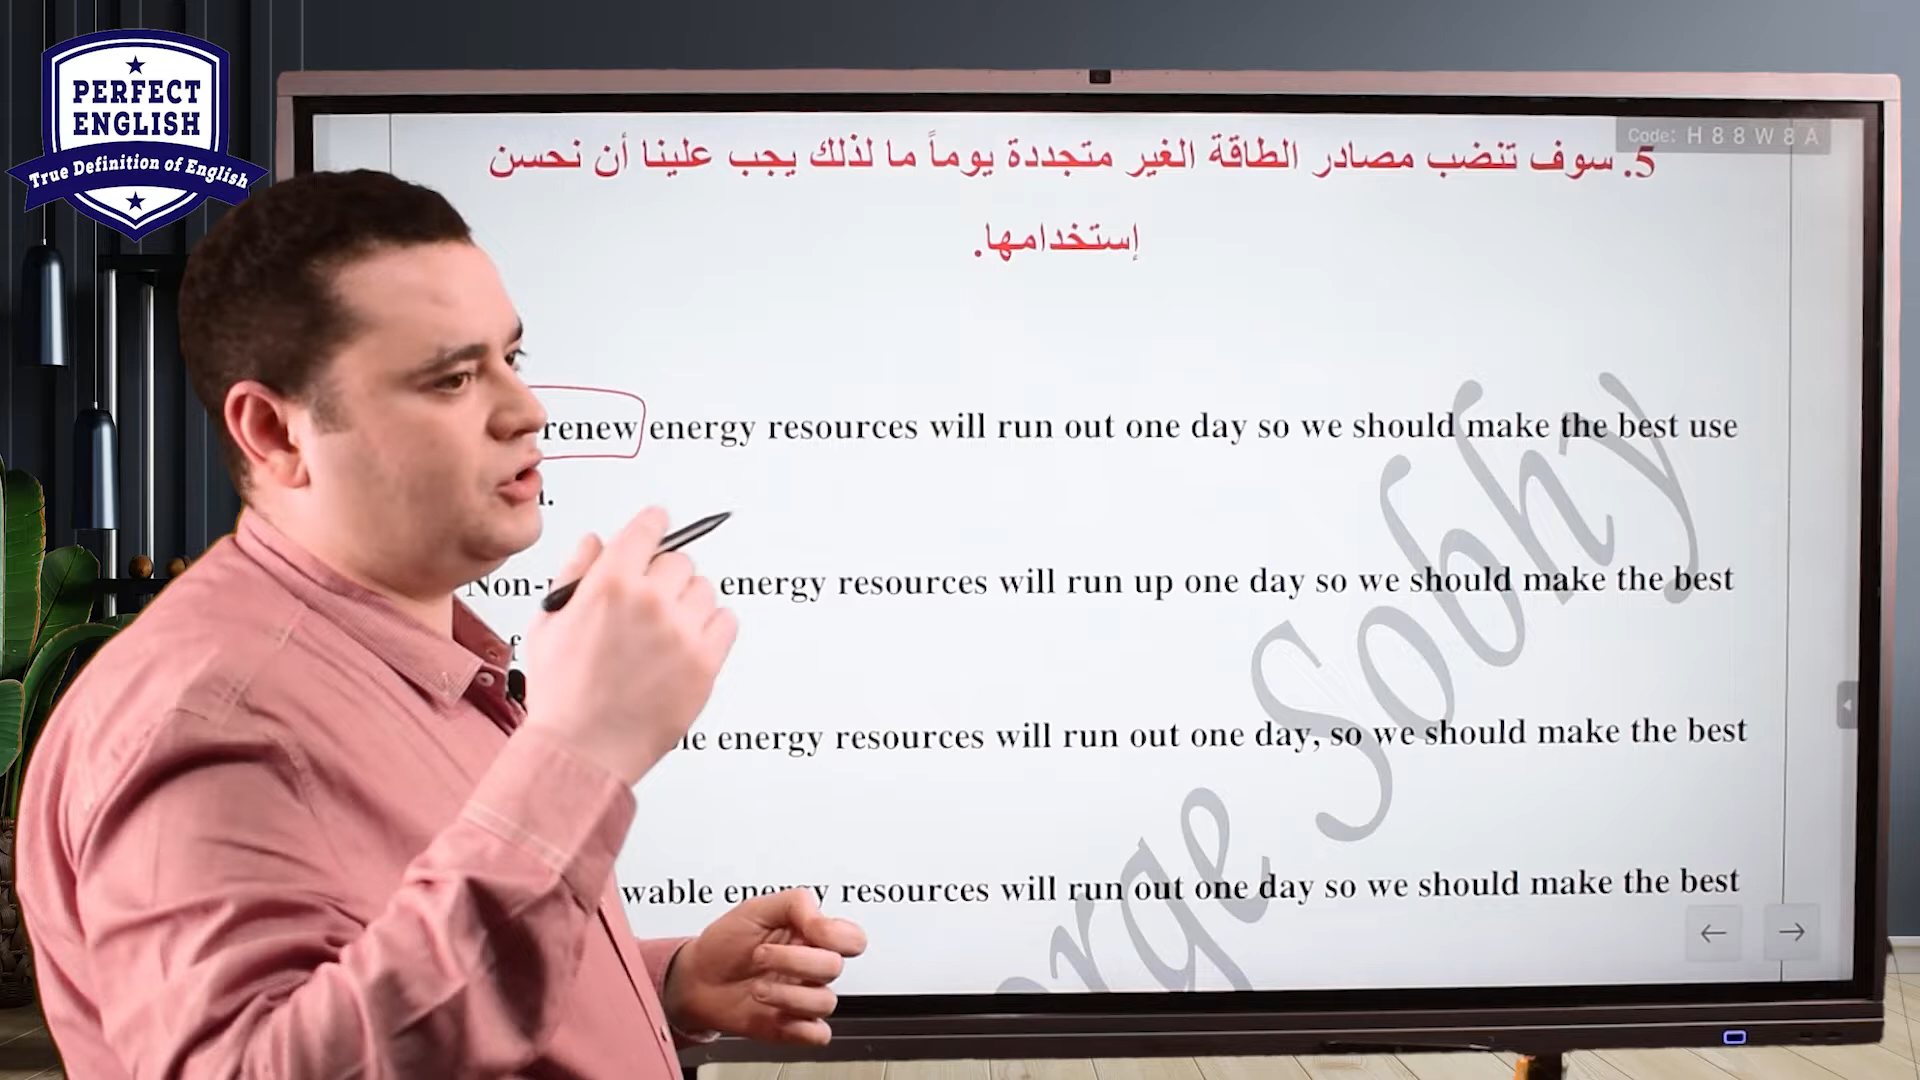 PERFECT
ENGLISH
True Definition of English
Code: H88W8A
5. سوف تنضب مصادر الطاقة الغير متجددة يوماً ما لذلك يجب علينا أن نحسن
إستخدامها.
renew energy resources will run out one day so we should make the best use
Non- energy resources will run up one day so we should make the best
energy resources will run out one day, so we should make the best
energy resources will run out one day so we should make the best
Sobhy